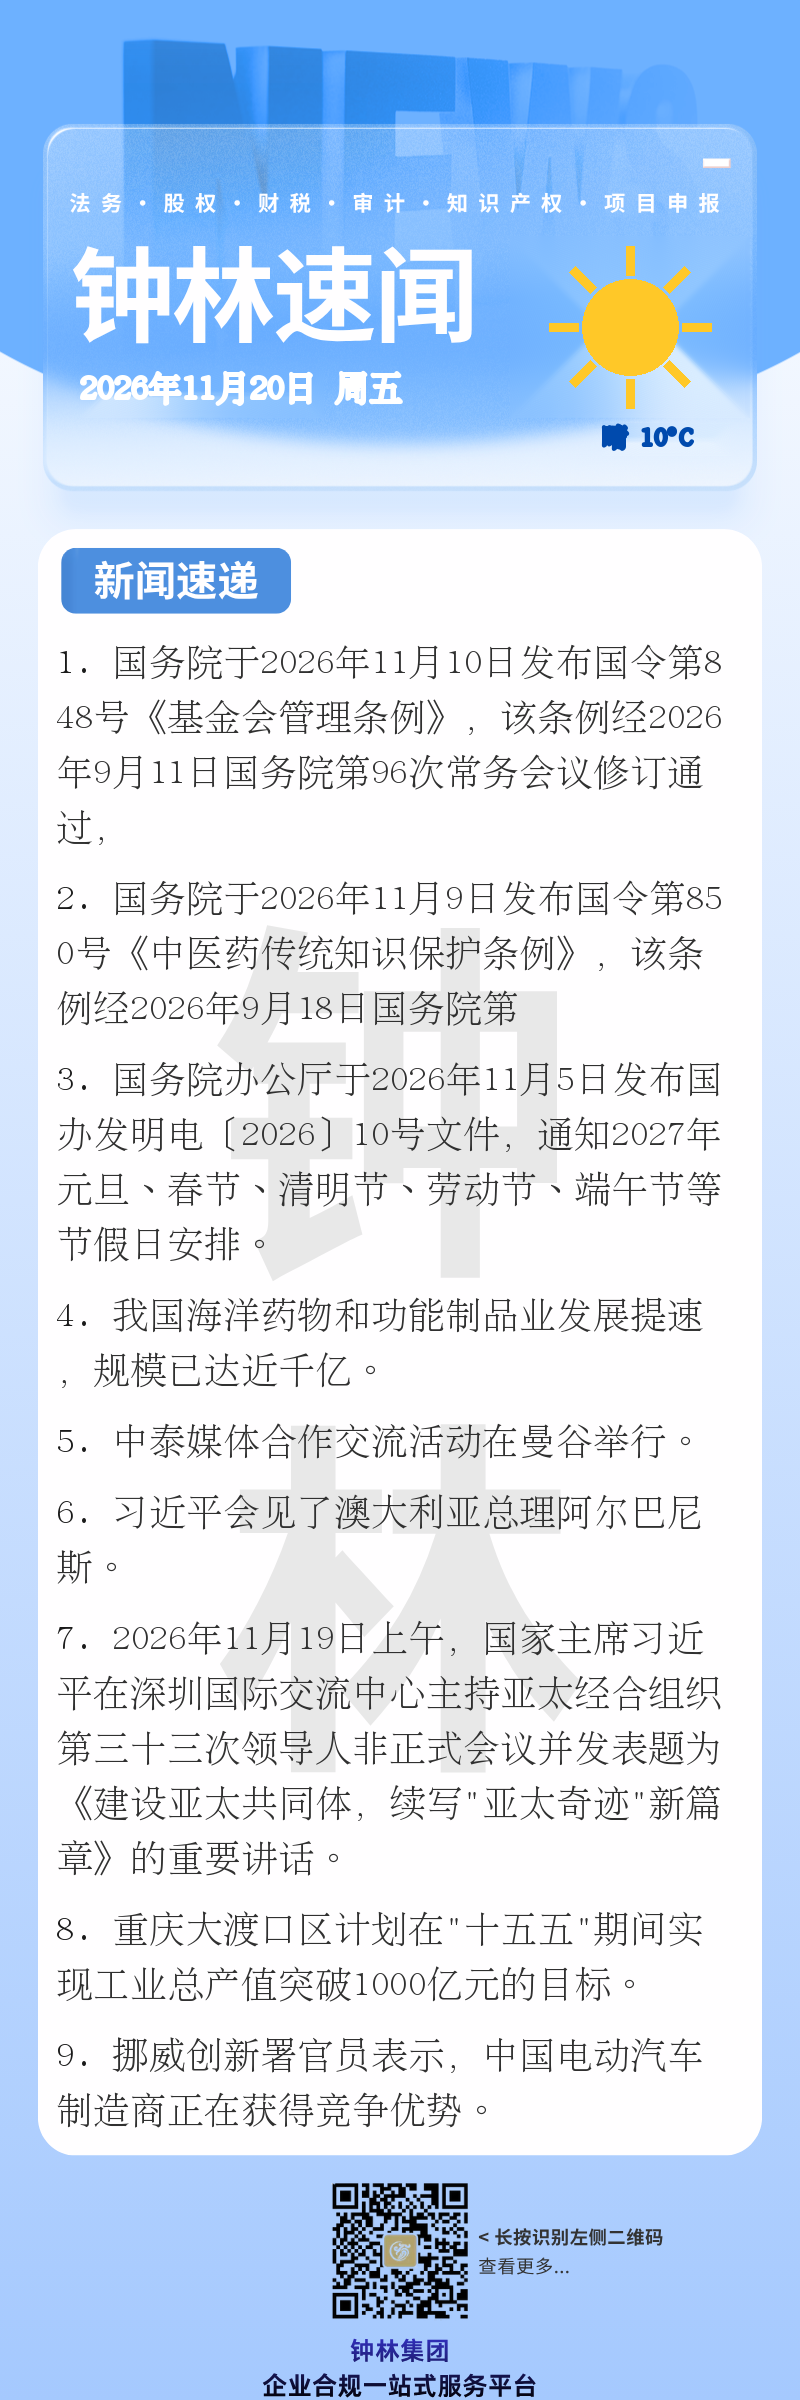 NEWS
法务·股权·财税·审计·知识产权·项目申报
钟林速闻
2026年11月20日 周五
晴 10°C
新闻速递
1. 国务院于2026年11月10日发布国令第8
48号《基金会管理条例》，该条例经2026
年9月11日国务院第96次常务会议修订通
过，
2. 国务院于2026年11月9日发布国令第85
0号《中医药传统知识保护条例》，该条
例经2026年9月18日国务院第
3. 国务院办公厅于2026年11月5日发布国
办发明电〔2026〕10号文件，通知2027年
元旦、春节、清明节、劳动节、端午节等
节假日安排。
4. 我国海洋药物和功能制品业发展提速
，规模已达近千亿。
5. 中泰媒体合作交流活动在曼谷举行。
6. 习近平会见了澳大利亚总理阿尔巴尼
斯。
7. 2026年11月19日上午，国家主席习近
平在深圳国际交流中心主持亚太经合组织
第三十三次领导人非正式会议并发表题为
《建设亚太共同体，续写"亚太奇迹"新篇
章》的重要讲话。
8. 重庆大渡口区计划在"十五五"期间实
现工业总产值突破1000亿元的目标。
9. 挪威创新署官员表示，中国电动汽车
制造商正在获得竞争优势。
钟
林
< 长按识别左侧二维码
查看更多...
钟林集团
企业合规一站式服务平台